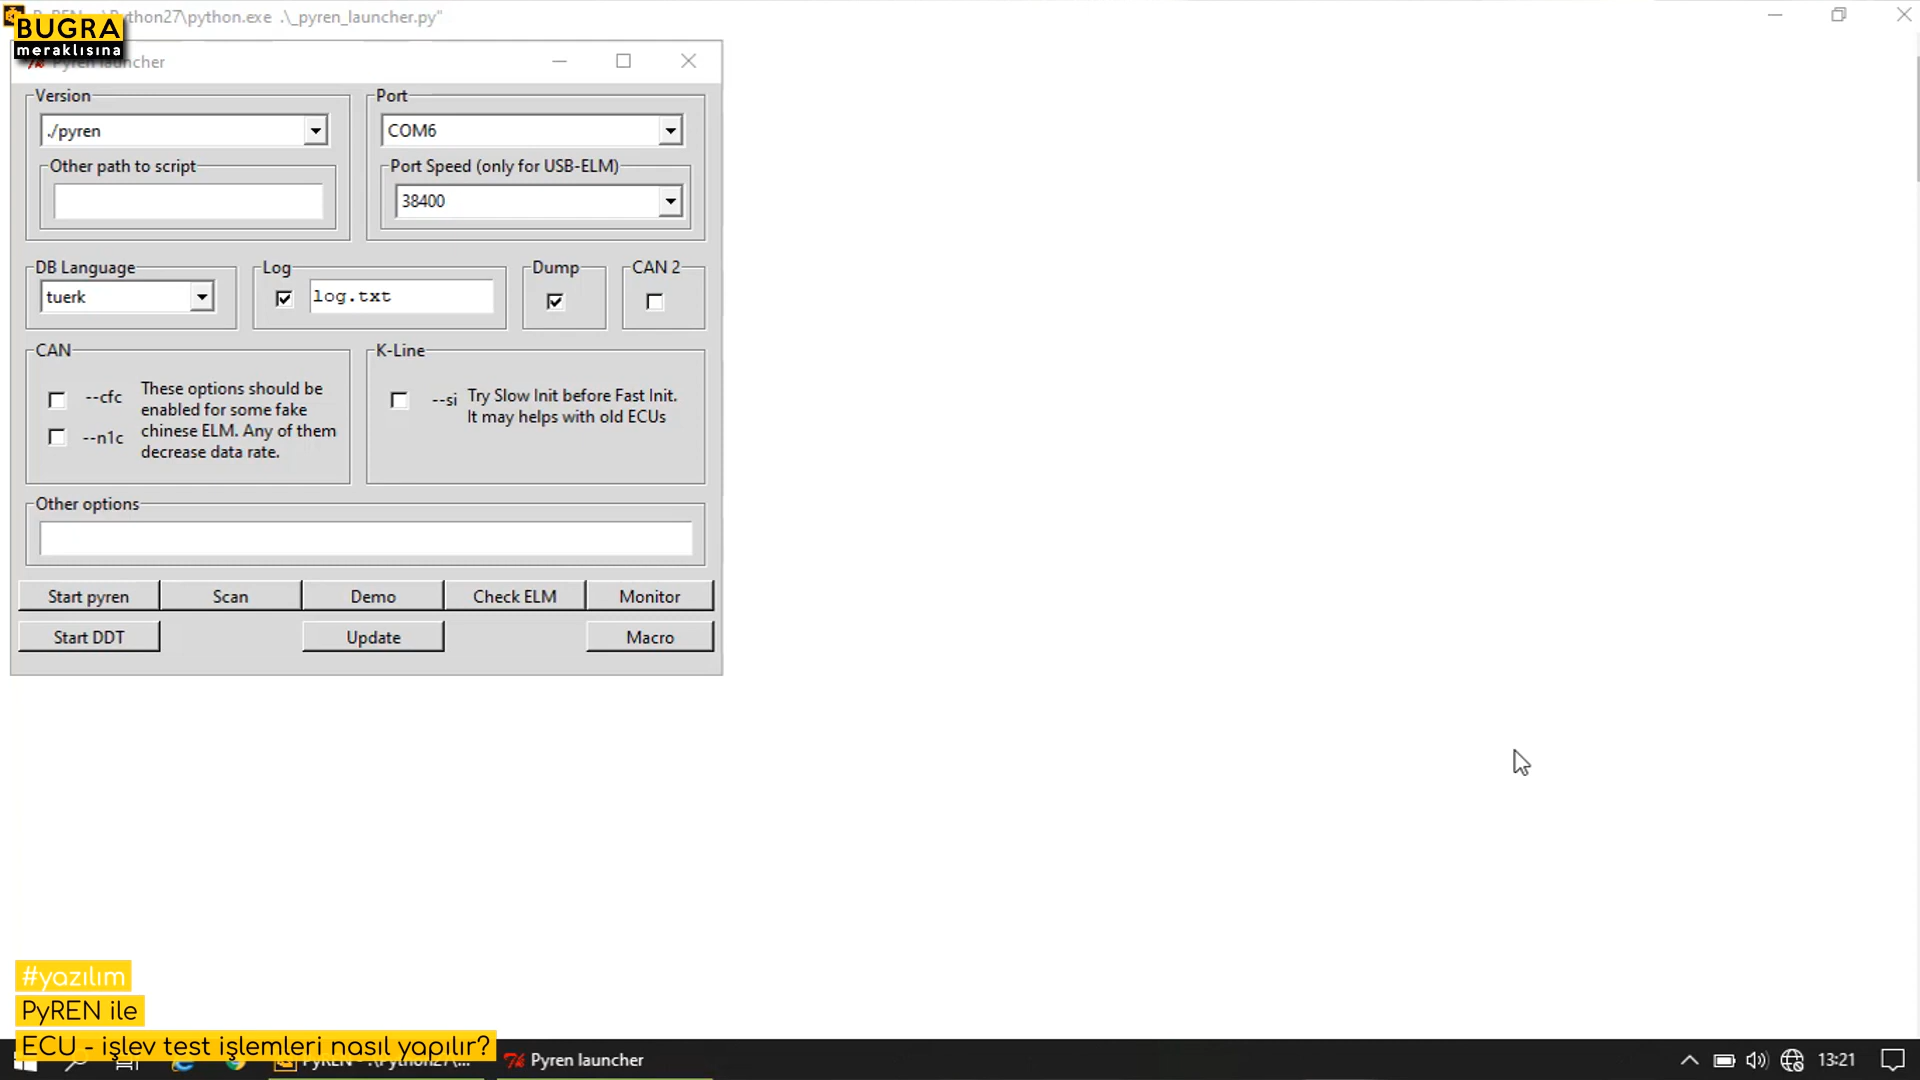 BUGRA
meraklısına
Python27\python.exe .\_pyren_launcher.py"
Pyren launcher
Version
Port
./pyren
COM6
Other path to script
Port Speed (only for USB-ELM)
38400
DB Language
Log
Dump
CAN 2
tuerk
log.txt
CAN
K-Line
--cfc
--n1c
These options should be
enabled for some fake
chinese ELM. Any of them
decrease data rate.
--si
Try Slow Init before Fast Init.
It may helps with old ECUs
Other options
Start pyren
Scan
Demo
Check ELM
Monitor
Start DDT
Update
Macro
#yazılım
PyREN ile
ECU - işlev test işlemleri nasıl yapılır?
Pyren launcher
13:21